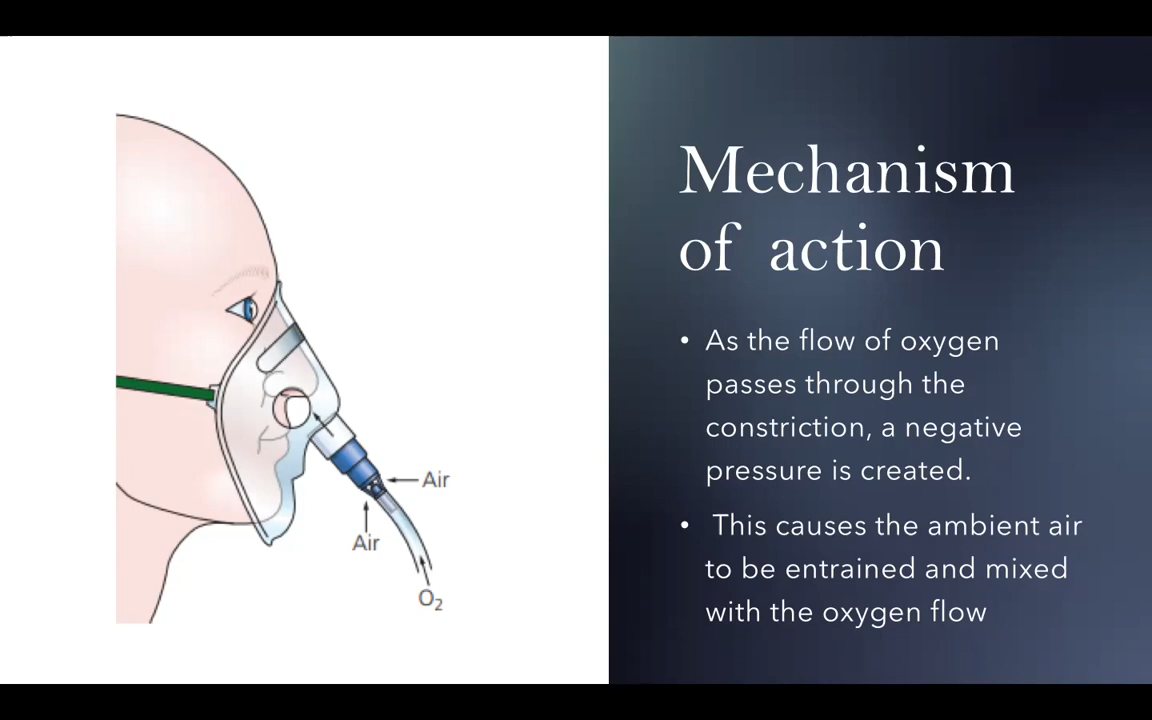 Mechanism
of action
• As the flow of oxygen
passes through the
constriction, a negative
pressure is created.
• This causes the ambient air
to be entrained and mixed
with the oxygen flow
Air
Air
O₂